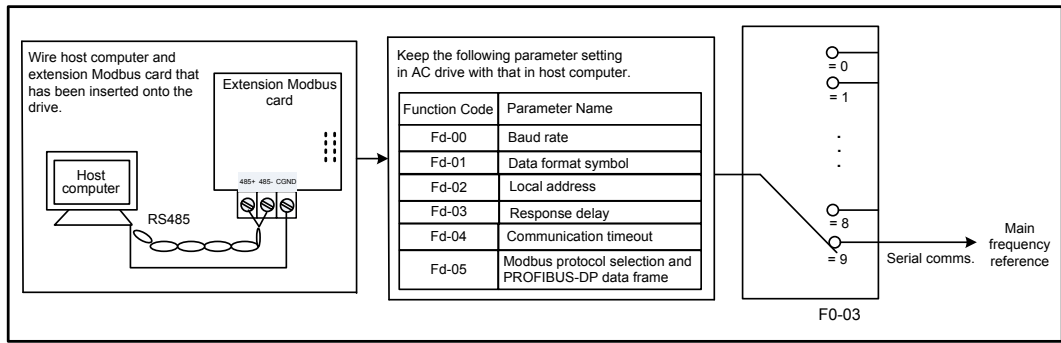 Wire host computer and
extension Modbus card that
has been inserted onto the
drive.
Extension Modbus
card
485+ 485- CGND
Host
computer
RS485
Keep the following parameter setting
in AC drive with that in host computer.
Function Code Parameter Name
Fd-00 Baud rate
Fd-01 Data format symbol
Fd-02 Local address
Fd-03 Response delay
Fd-04 Communication timeout
Fd-05 Modbus protocol selection and
PROFIBUS-DP data frame
= 0
= 1
= 8
= 9
F0-03
Serial comms.
Main
frequency
reference